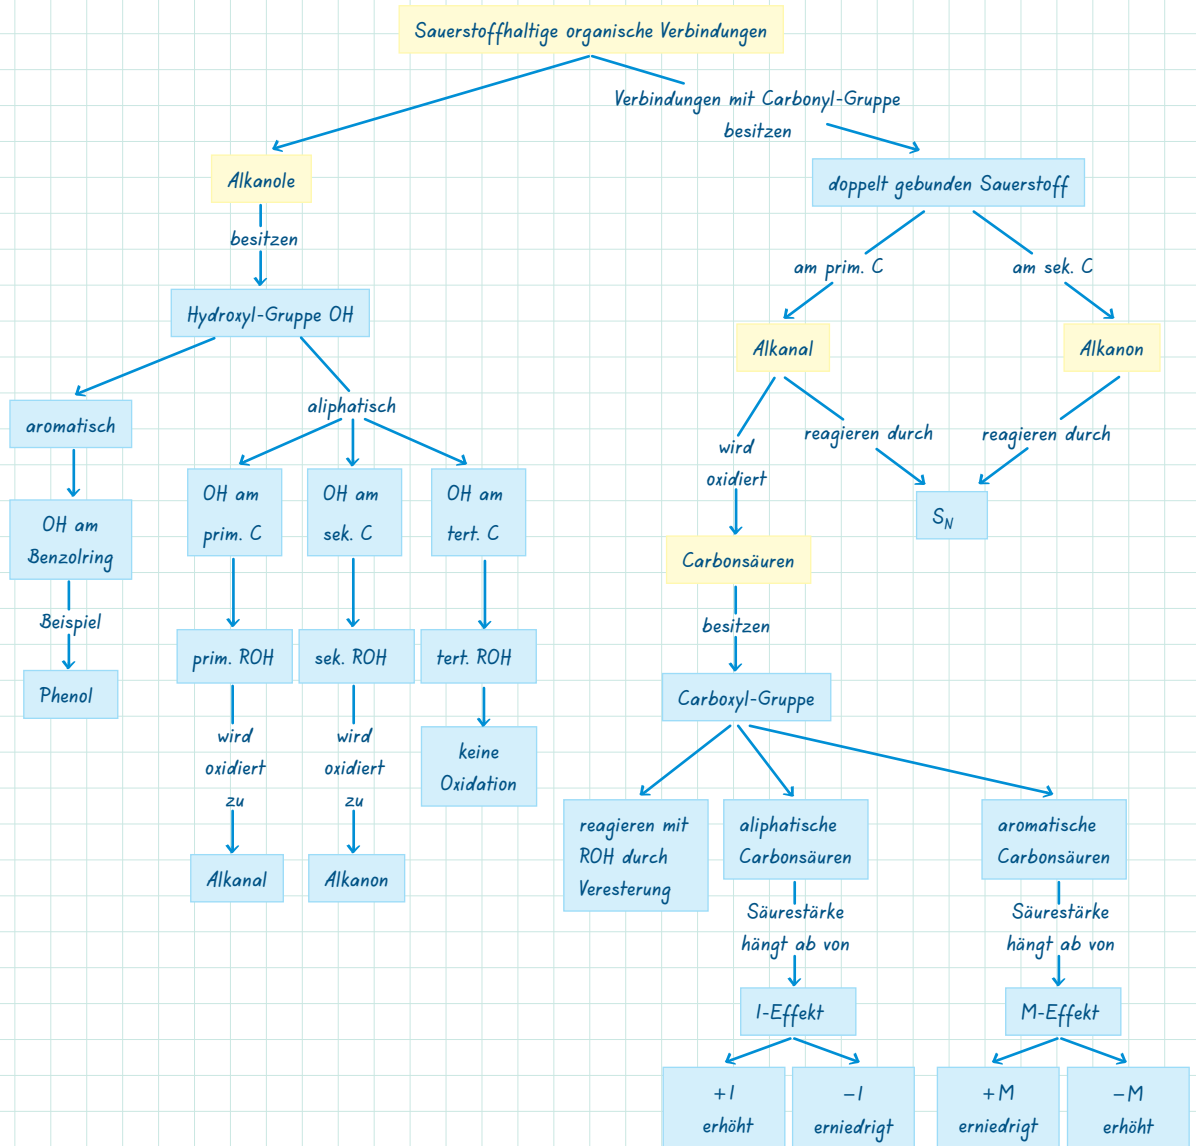 Sauerstoffhaltige organische Verbindungen
Verbindungen mit Carbonyl-Gruppe
besitzen
Alkanole
doppelt gebunden Sauerstoff
besitzen
am prim. C
am sek. C
Hydroxyl-Gruppe OH
Alkanal
Alkanon
aromatisch
aliphatisch
wird
oxidiert
reagieren durch
reagieren durch
OH am
prim. C
OH am
sek. C
OH am
tert. C
S_N
OH am
Benzolring
Carbonsäuren
Beispiel
besitzen
prim. ROH
sek. ROH
tert. ROH
Phenol
Carboxyl-Gruppe
wird
oxidiert
zu
wird
oxidiert
zu
keine
Oxidation
Alkanal
Alkanon
reagieren mit
ROH durch
Veresterung
aliphatische
Carbonsäuren
aromatische
Carbonsäuren
Säurestärke
hängt ab von
Säurestärke
hängt ab von
I-Effekt
M-Effekt
+I
erhöht
−I
erniedrigt
+M
erniedrigt
−M
erhöht